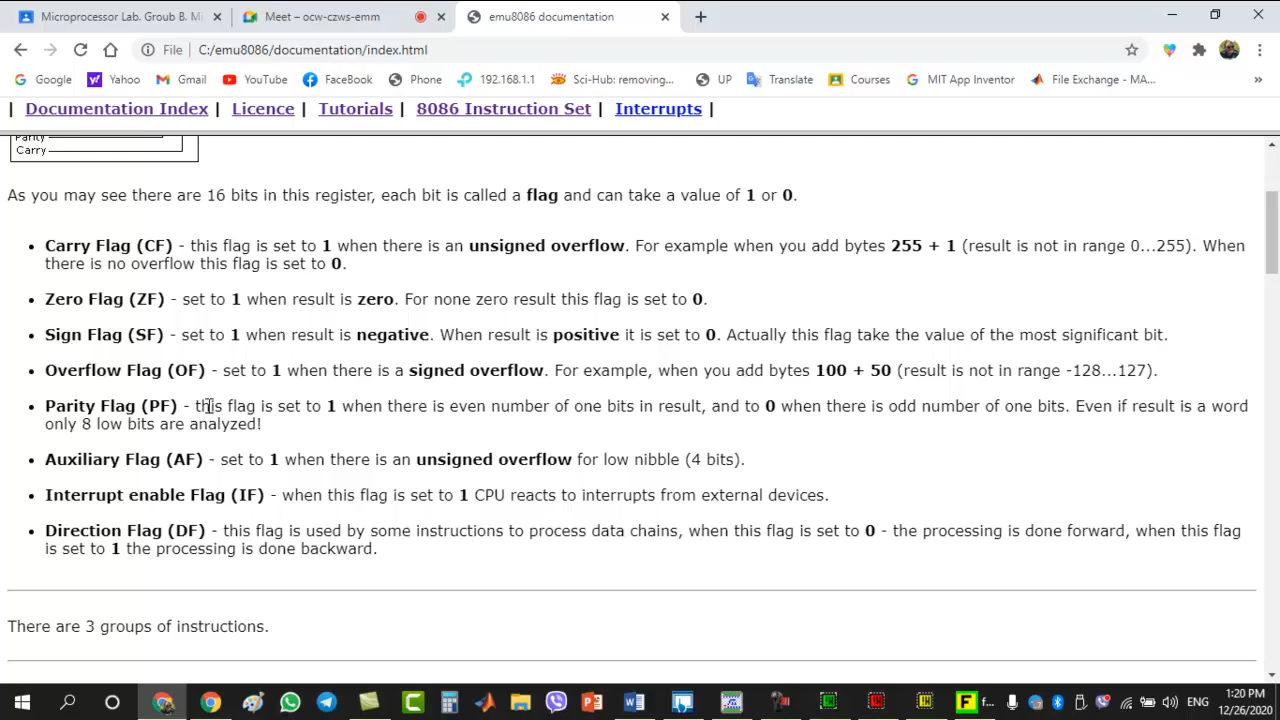 Microprocessor Lab. Groub B. Mi
Meet – ocw-czws-emm
emu8086 documentation
File
C:/emu8086/documentation/index.html
Google
Yahoo
Gmail
YouTube
FaceBook
Phone
192.168.1.1
Sci-Hub: removing...
UP
Translate
Courses
MIT App Inventor
File Exchange - MA...
| Documentation Index | Licence | Tutorials | 8086 Instruction Set | Interrupts |
Parity
Carry
As you may see there are 16 bits in this register, each bit is called a flag and can take a value of 1 or 0.
• Carry Flag (CF) - this flag is set to 1 when there is an unsigned overflow. For example when you add bytes 255 + 1 (result is not in range 0...255). When
there is no overflow this flag is set to 0.
• Zero Flag (ZF) - set to 1 when result is zero. For none zero result this flag is set to 0.
• Sign Flag (SF) - set to 1 when result is negative. When result is positive it is set to 0. Actually this flag take the value of the most significant bit.
• Overflow Flag (OF) - set to 1 when there is a signed overflow. For example, when you add bytes 100 + 50 (result is not in range -128...127).
• Parity Flag (PF) - this flag is set to 1 when there is even number of one bits in result, and to 0 when there is odd number of one bits. Even if result is a word
only 8 low bits are analyzed!
• Auxiliary Flag (AF) - set to 1 when there is an unsigned overflow for low nibble (4 bits).
• Interrupt enable Flag (IF) - when this flag is set to 1 CPU reacts to interrupts from external devices.
• Direction Flag (DF) - this flag is used by some instructions to process data chains, when this flag is set to 0 - the processing is done forward, when this flag
is set to 1 the processing is done backward.
There are 3 groups of instructions.
f...
ENG
1:20 PM
12/26/2020